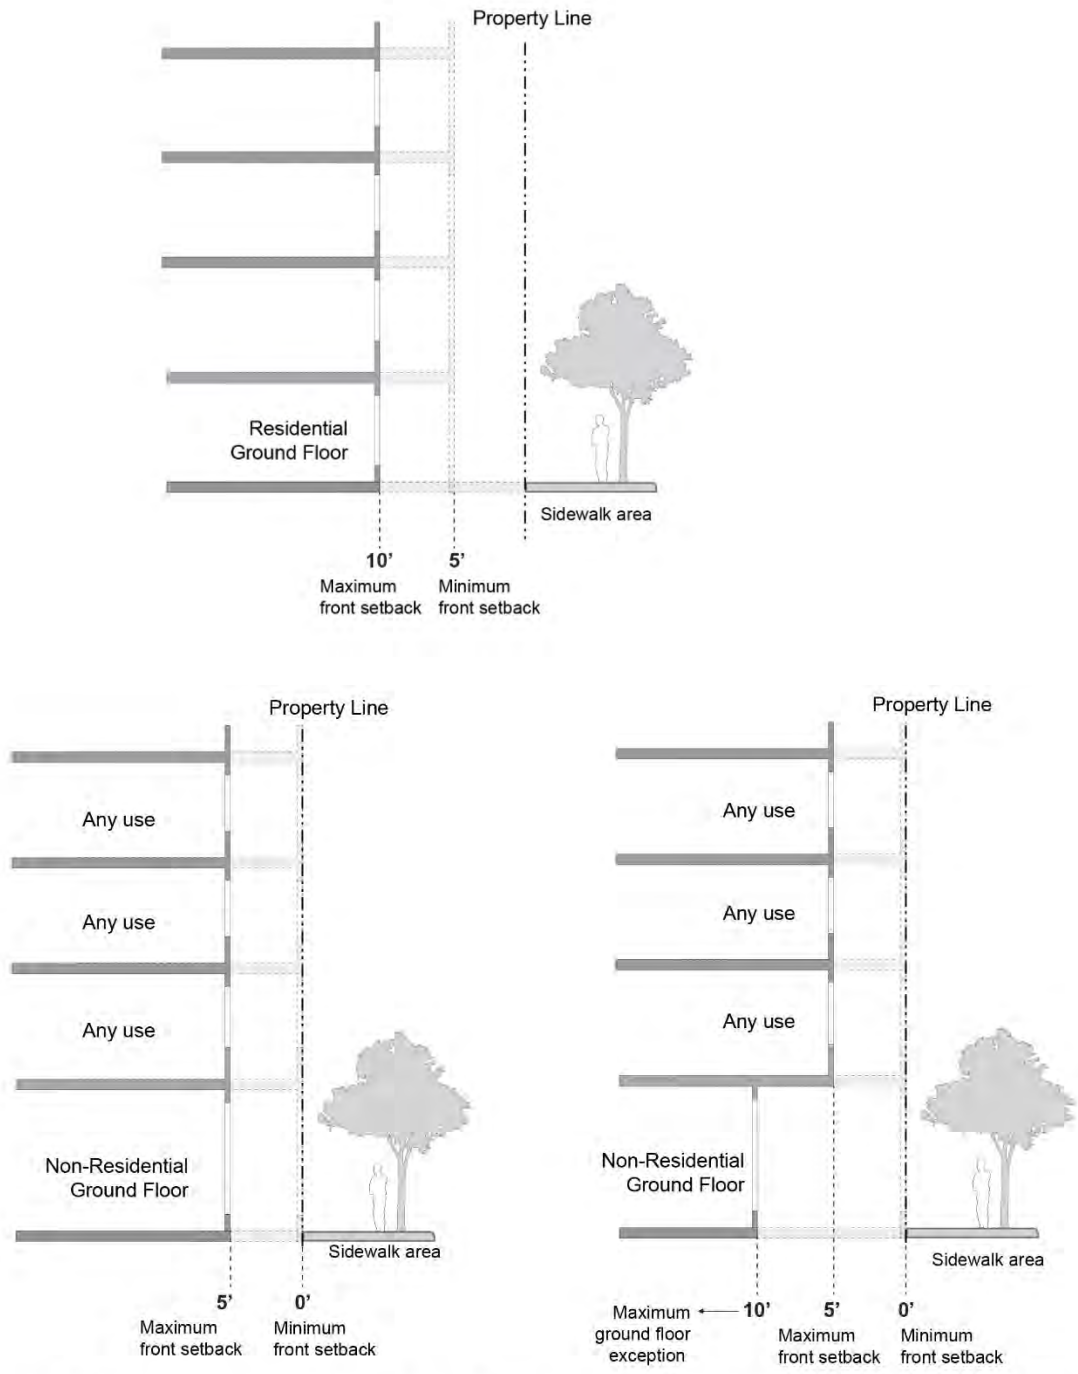 Property Line
Residential
Ground Floor
Sidewalk area
10'
5'
Maximum
front setback
Minimum
front setback
Property Line
Any use
Any use
Any use
Non-Residential
Ground Floor
Sidewalk area
5'
0'
Maximum
front setback
Minimum
front setback
Property Line
Any use
Any use
Any use
Non-Residential
Ground Floor
Sidewalk area
Maximum
ground floor
exception
10'
5'
0'
Maximum
front setback
Minimum
front setback